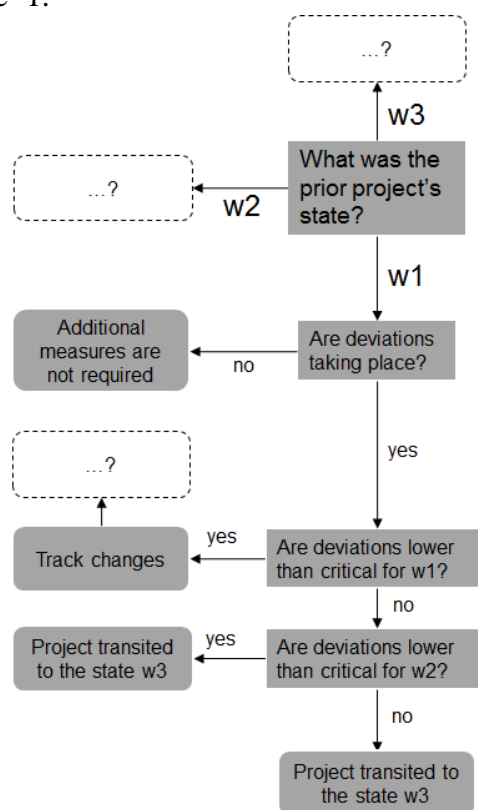 ...?
w3
What was the
prior project's
state?
...?
w2
w1
Additional
measures are
not required
no
Are deviations
taking place?
yes
...?
Track changes
yes
Are deviations lower
than critical for w1?
no
Project transited
to the state w3
yes
Are deviations lower
than critical for w2?
no
Project transited to
the state w3